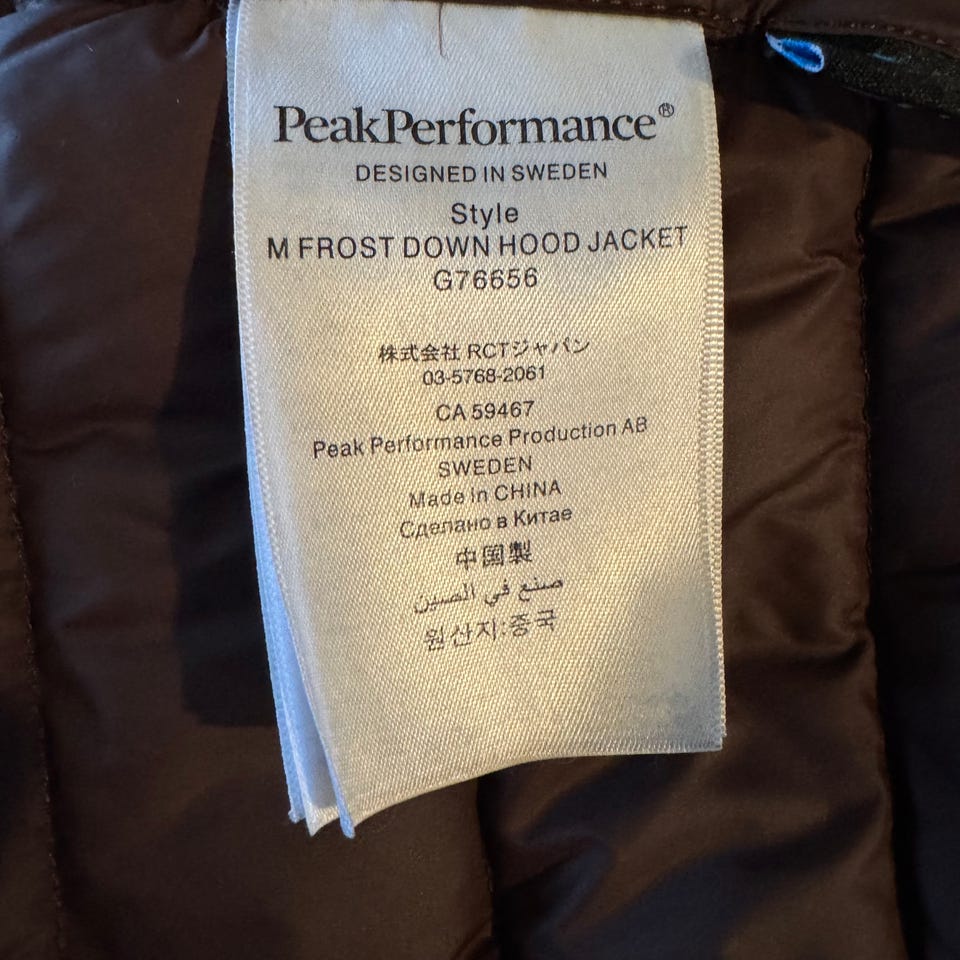 PeakPerformance®
DESIGNED IN SWEDEN
Style
M FROST DOWN HOOD JACKET
G76656
株式会社 RCTジャパン
03-5768-2061
CA 59467
Peak Performance Production AB
SWEDEN
Made in CHINA
Сделано в Китае
中国製
صنع في الصين
원산지:중국